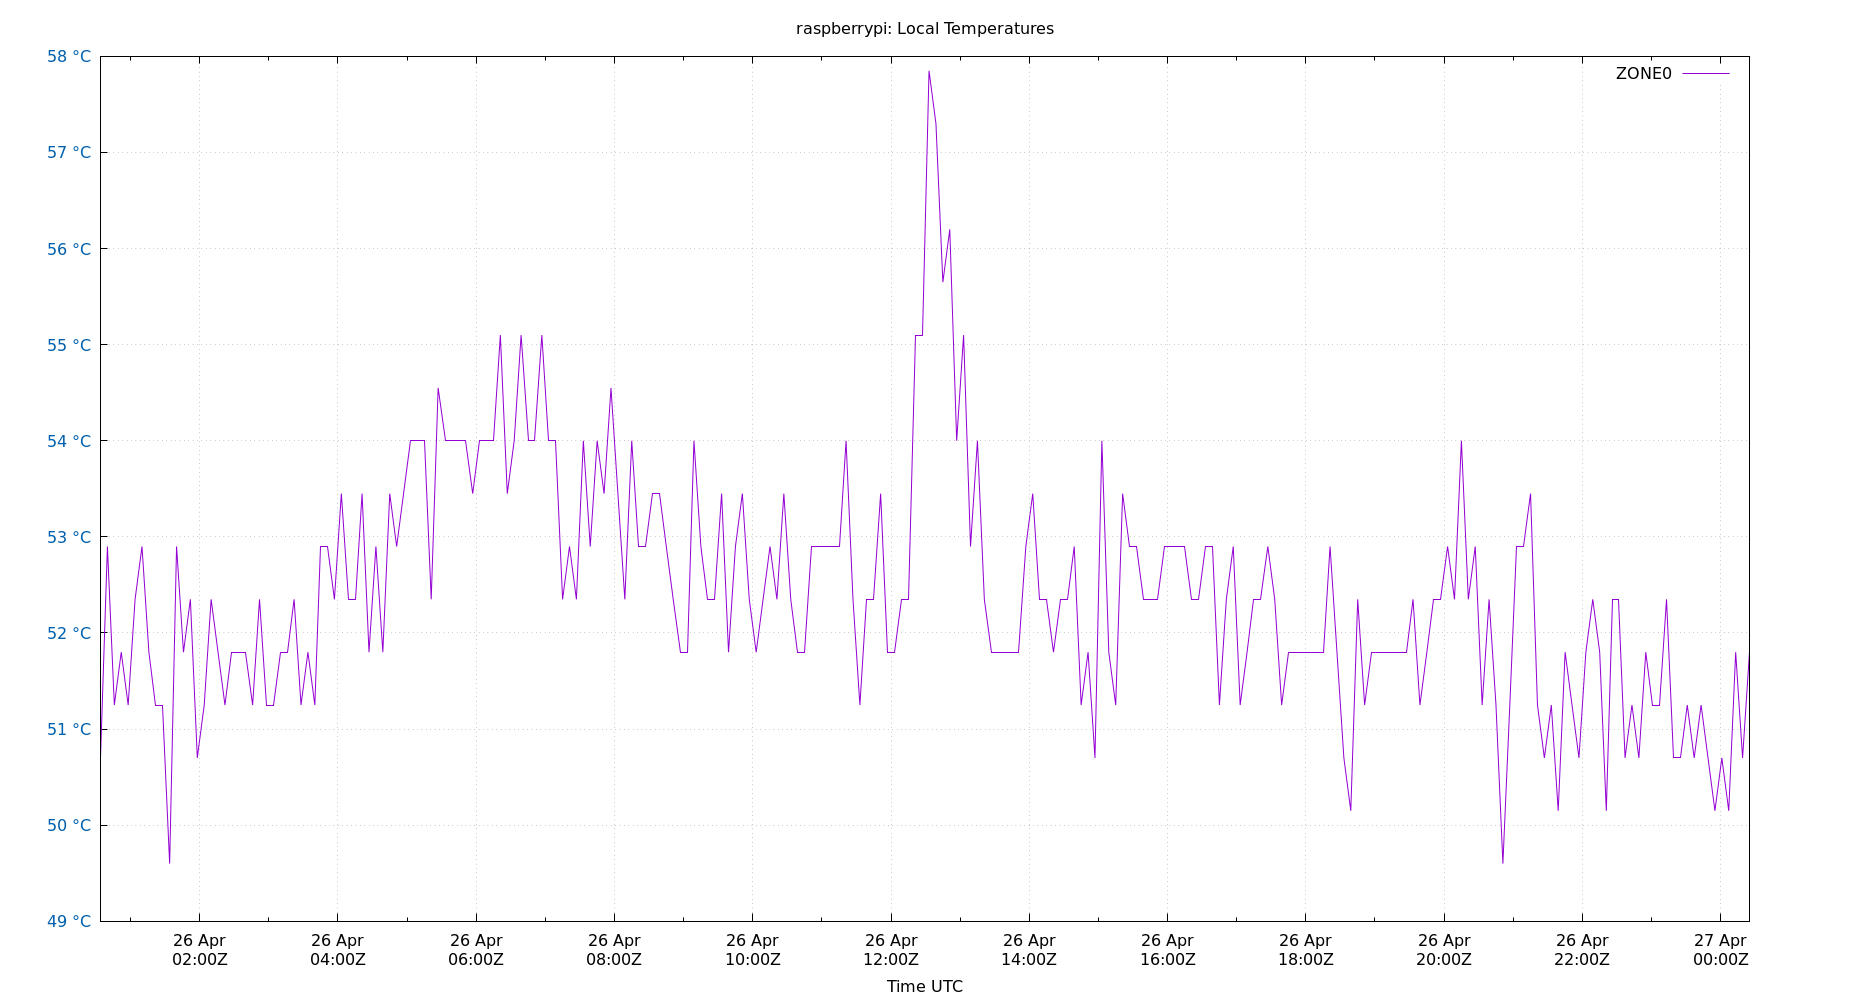 raspberrypi: Local Temperatures
58 °C
ZONE0
57 °C
56 °C
55 °C
54 °C
53 °C
52 °C
51 °C
50 °C
49 °C
26 Apr 26 Apr 26 Apr 26 Apr 26 Apr 26 Apr 26 Apr 26 Apr 26 Apr 26 Apr 26 Apr 27 Apr
02:00Z 04:00Z 06:00Z 08:00Z 10:00Z 12:00Z 14:00Z 16:00Z 18:00Z 20:00Z 22:00Z 00:00Z
Time UTC